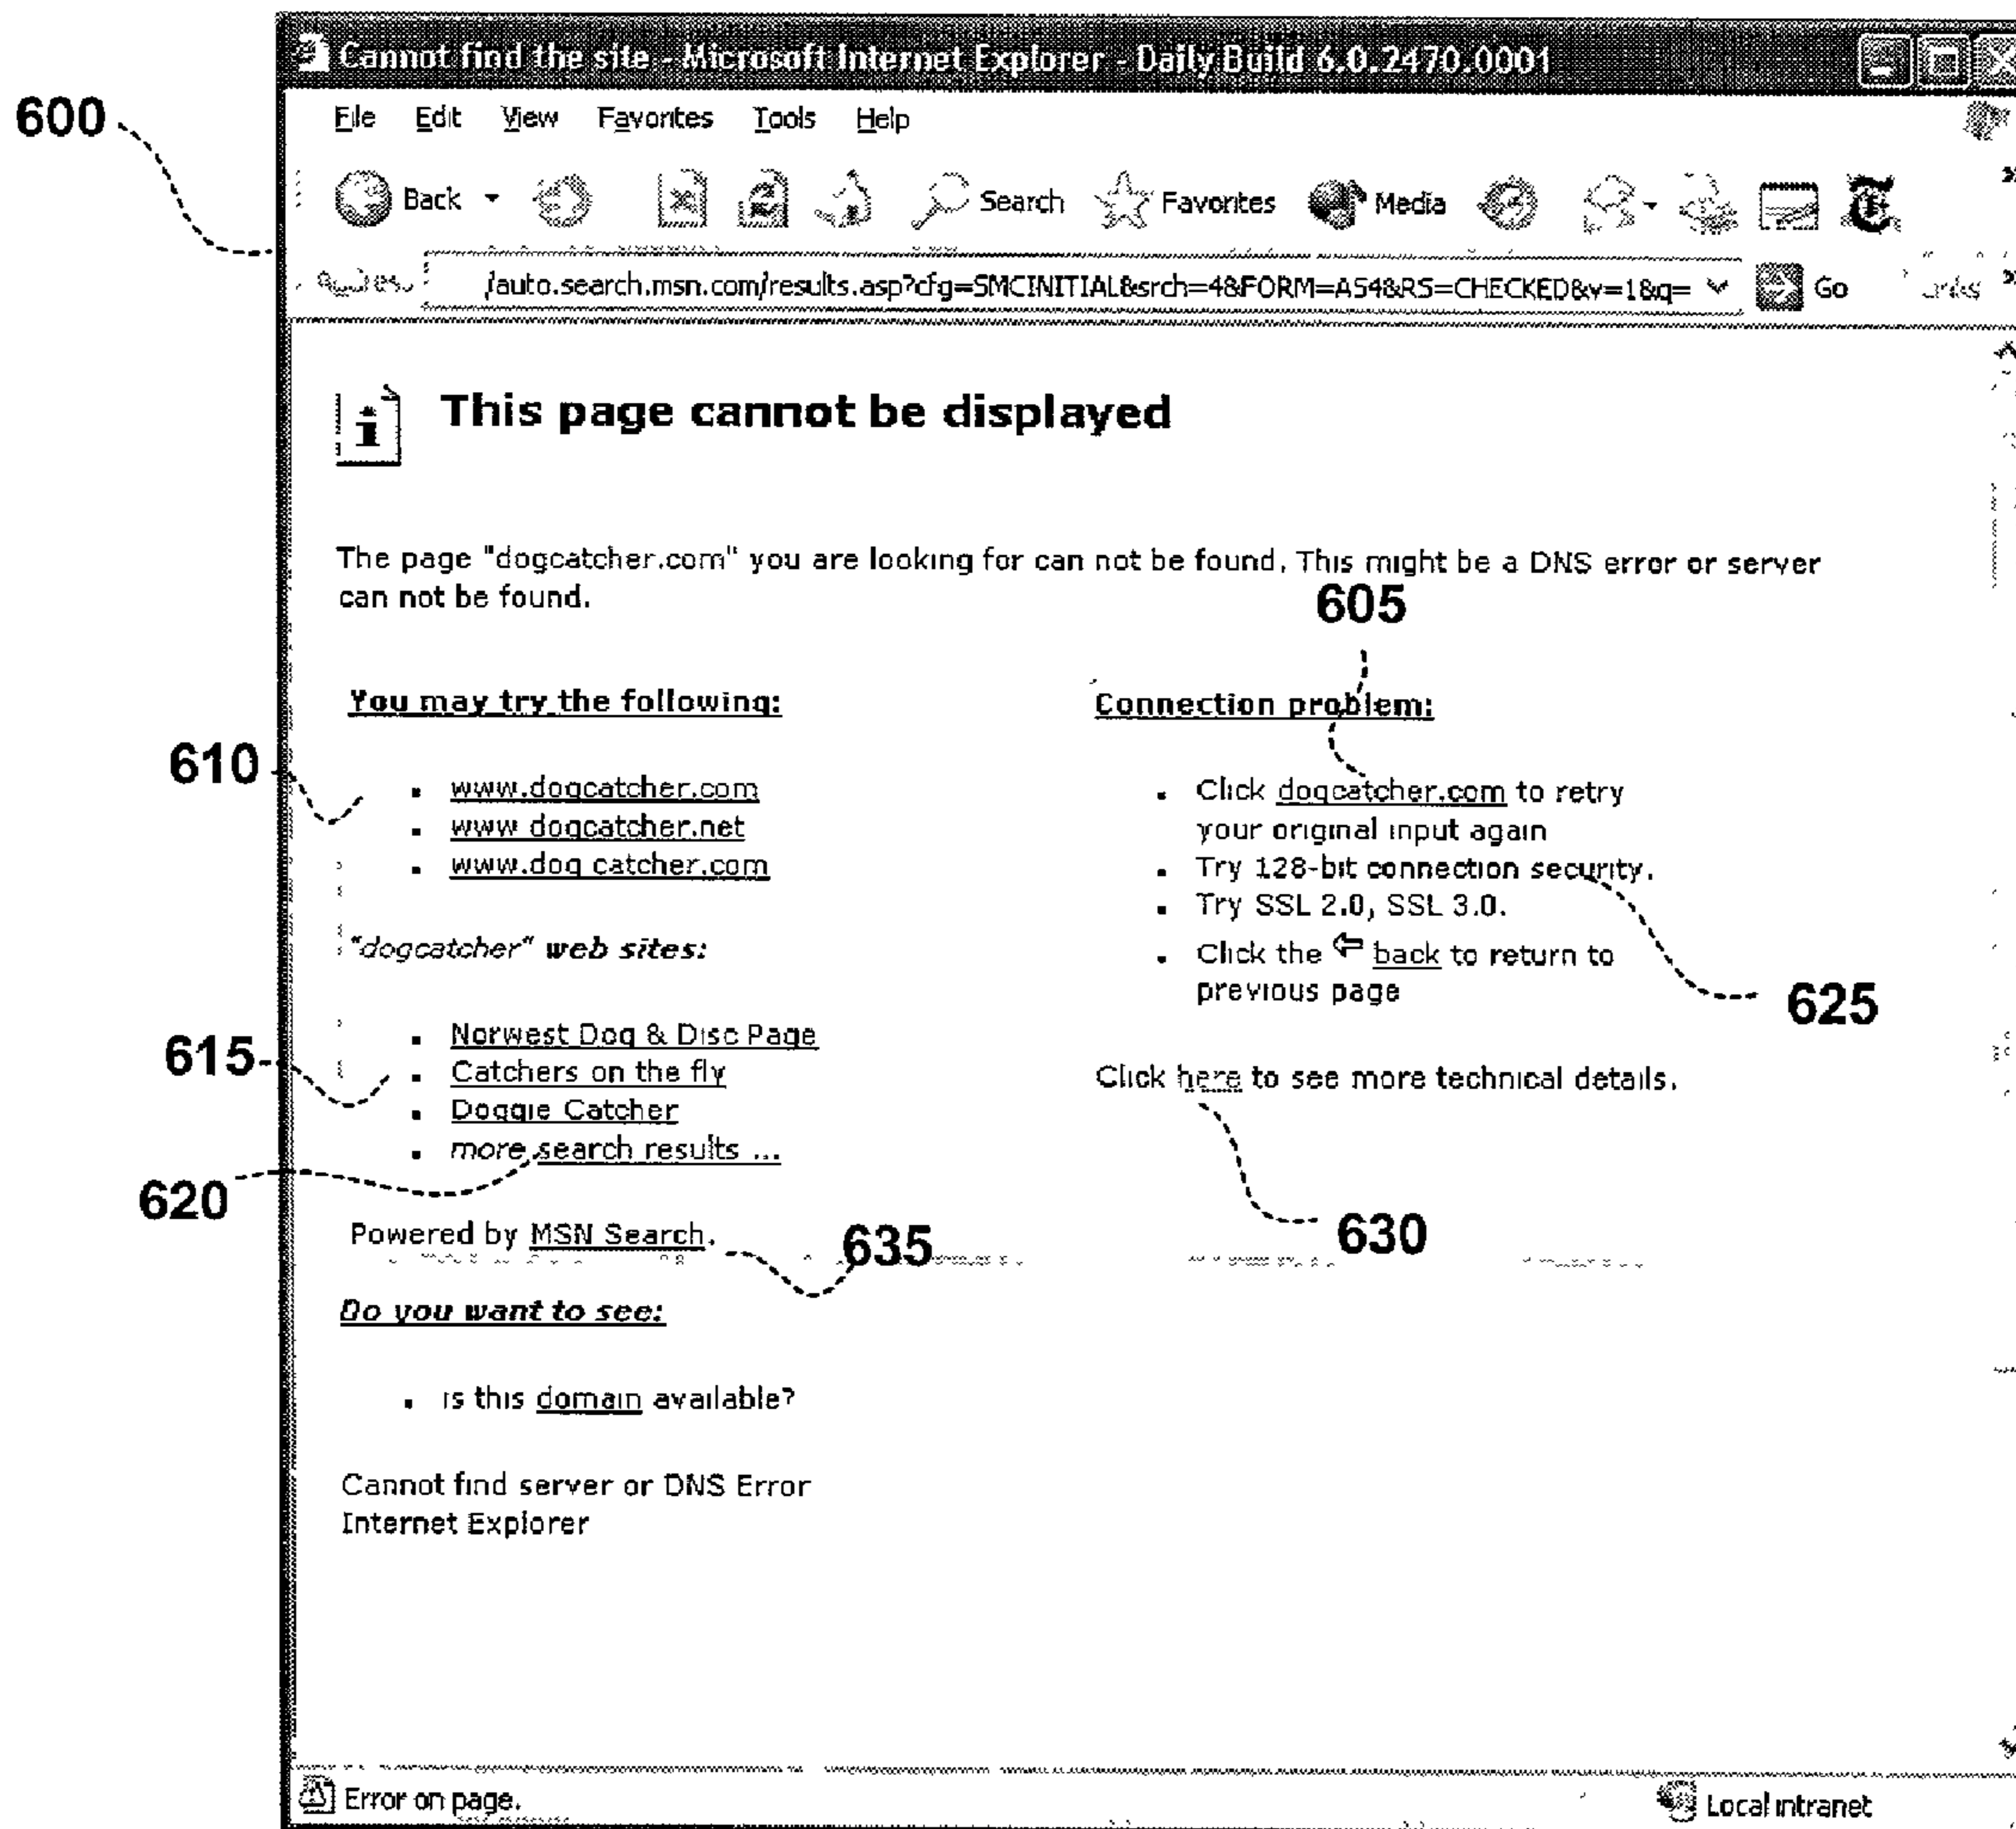 Cannot find the site - Microsoft Internet Explorer - Daily Build 6.0.2470.0001
600
File Edit View Favorites Tools Help
Back Search Favorites Media
/auto.search.msn.com/results.asp?cfg=SMCINITIAL&srch=4&FORM=AS4&RS=CHECKED&v=1&q= Go
This page cannot be displayed
The page "dogcatcher.com" you are looking for can not be found. This might be a DNS error or server
can not be found.
605
You may try the following:
610
www.dogcatcher.com
www dogcatcher.net
www.dog catcher.com
"dogcatcher" web sites:
615
Norwest Dog & Disc Page
Catchers on the fly
Doggie Catcher
more search results ...
620
Powered by MSN Search.
635
Connection problem:
Click dogcatcher.com to retry
your original input again
Try 128-bit connection security.
Try SSL 2.0, SSL 3.0.
Click the back to return to
previous page
625
Click here to see more technical details.
630
Do you want to see:
is this domain available?
Cannot find server or DNS Error
Internet Explorer
Error on page.
Local intranet